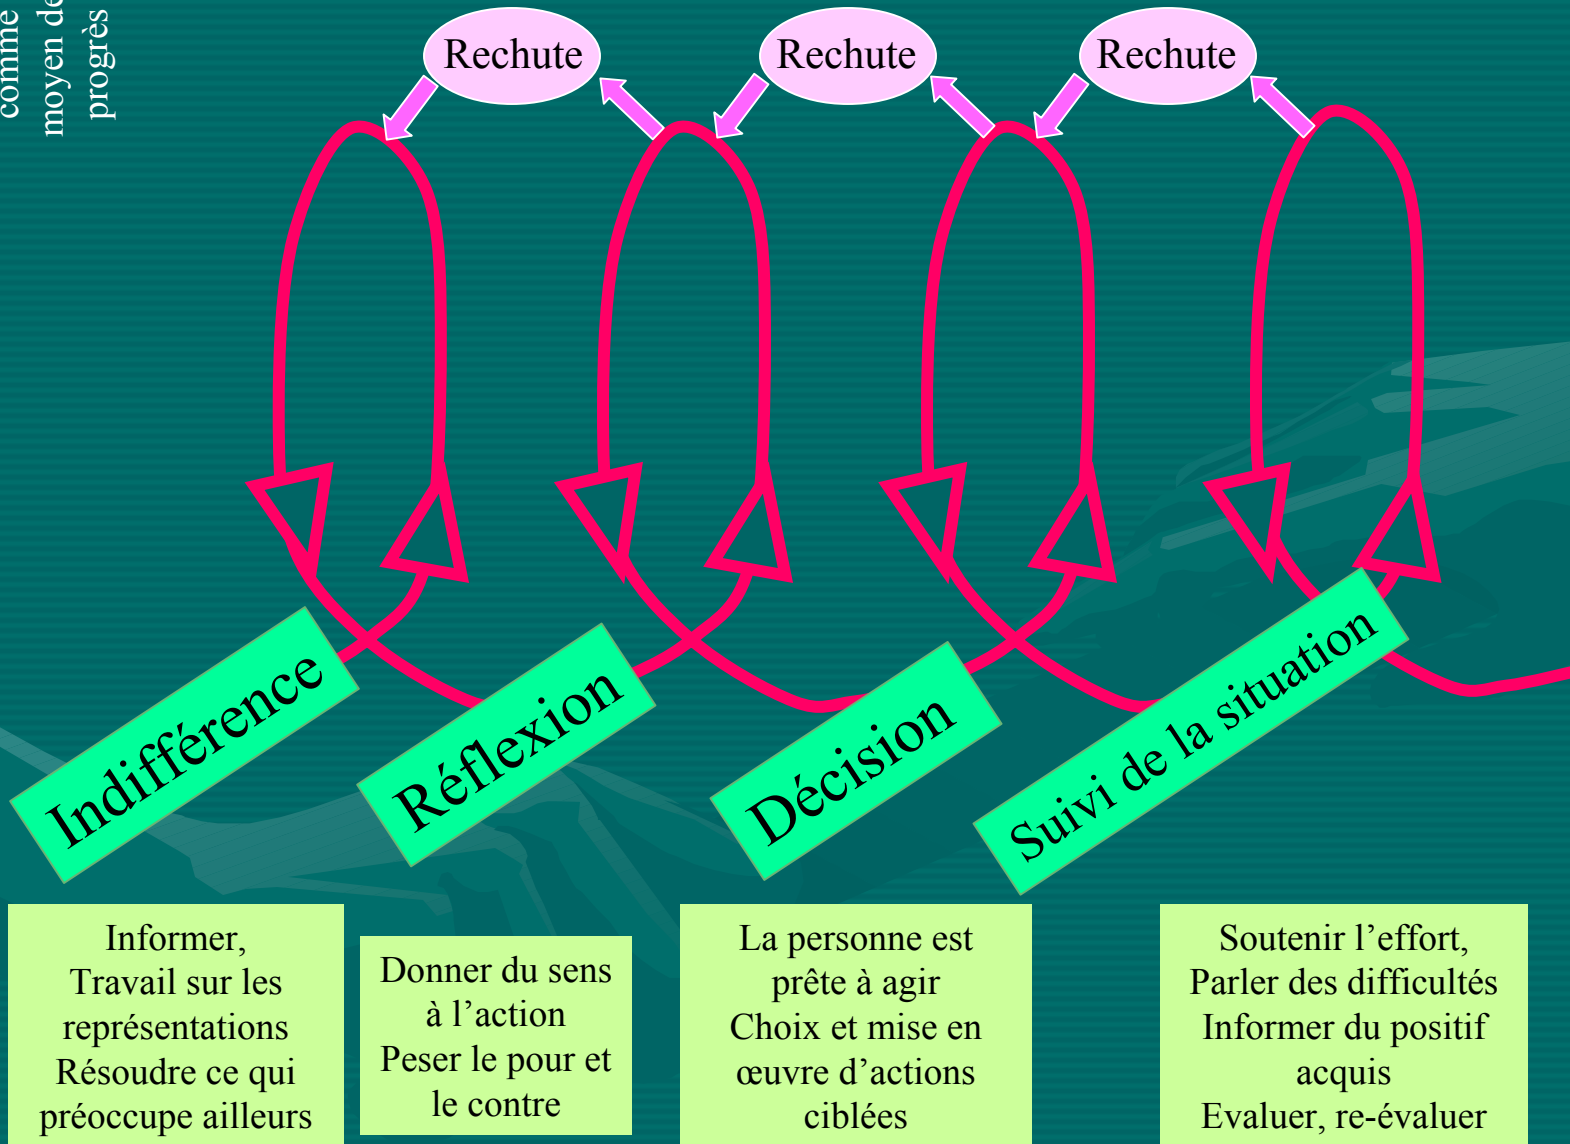 comme
moyen de
progrès
Rechute
Rechute
Rechute
Indifférence
Réflexion
Décision
Suivi de la situation
Informer,
Travail sur les
représentations
Résoudre ce qui
préoccupe ailleurs
Donner du sens
à l’action
Peser le pour et
le contre
La personne est
prête à agir
Choix et mise en
œuvre d’actions
ciblées
Soutenir l’effort,
Parler des difficultés
Informer du positif
acquis
Evaluer, re-évaluer